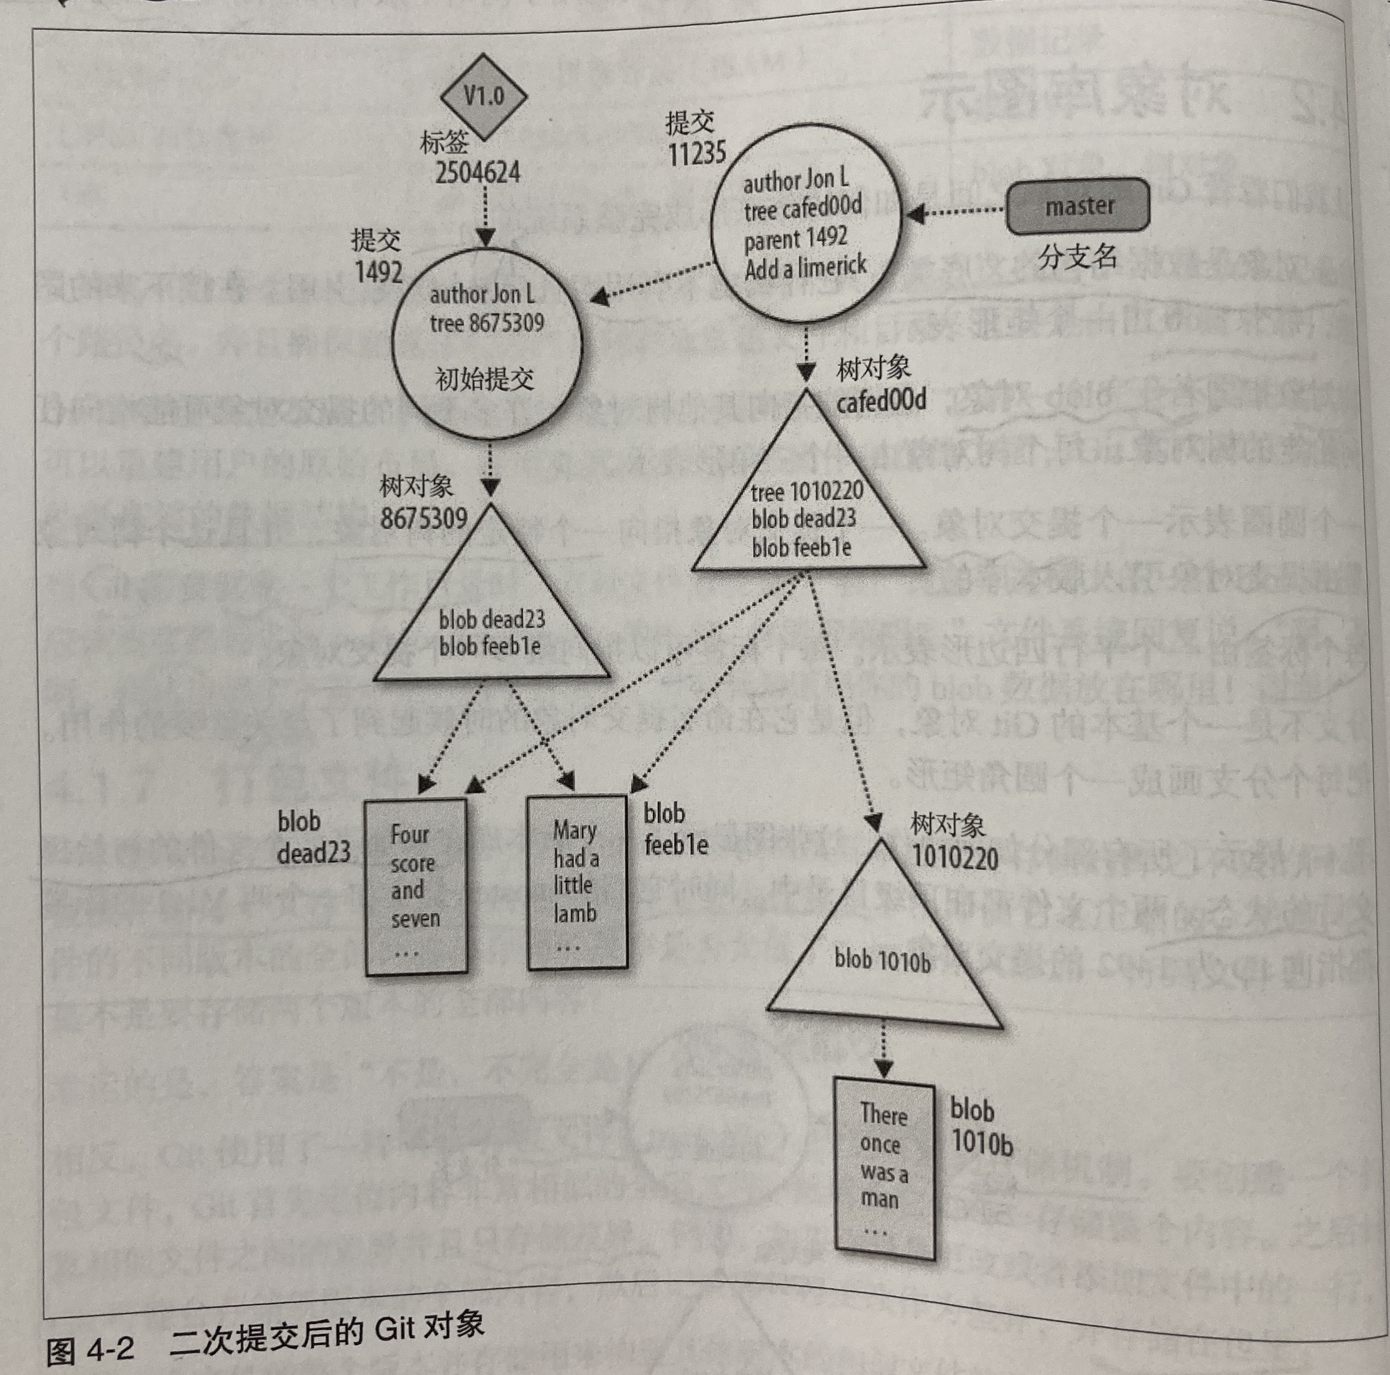 V1.0
标签
2504624
提交
11235
author Jon L
tree cafed00d
parent 1492
Add a limerick
master
分支名
提交
1492
author Jon L
tree 8675309
初始提交
树对象
cafed00d
tree 1010220
blob dead23
blob feeb1e
树对象
8675309
blob dead23
blob feeb1e
blob
dead23
Four
score
and
seven
...
Mary
had a
little
lamb
...
blob
feeb1e
树对象
1010220
blob 1010b
There
once
was a
man
...
blob
1010b
图 4-2 二次提交后的 Git 对象